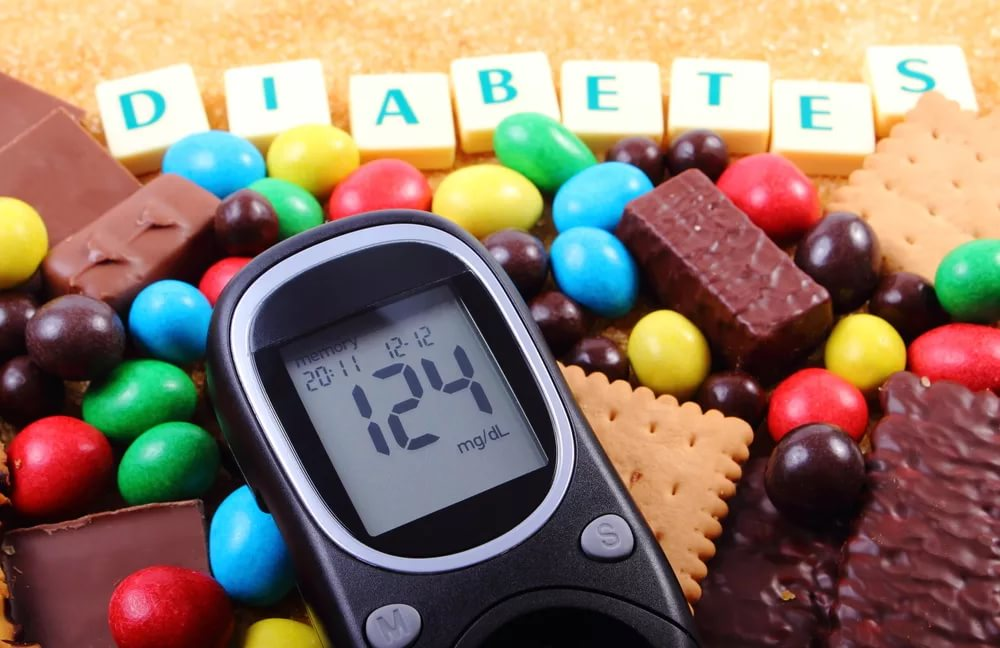 DIABETES
memory
12-12
20:11
124
mg/dL
S
M